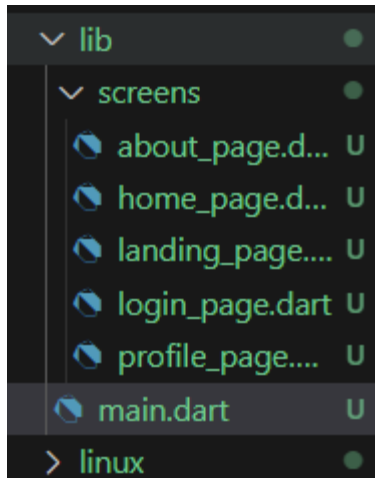 lib
screens
about_page.d... U
home_page.d... U
landing_page.... U
login_page.dart U
profile_page.... U
main.dart U
linux